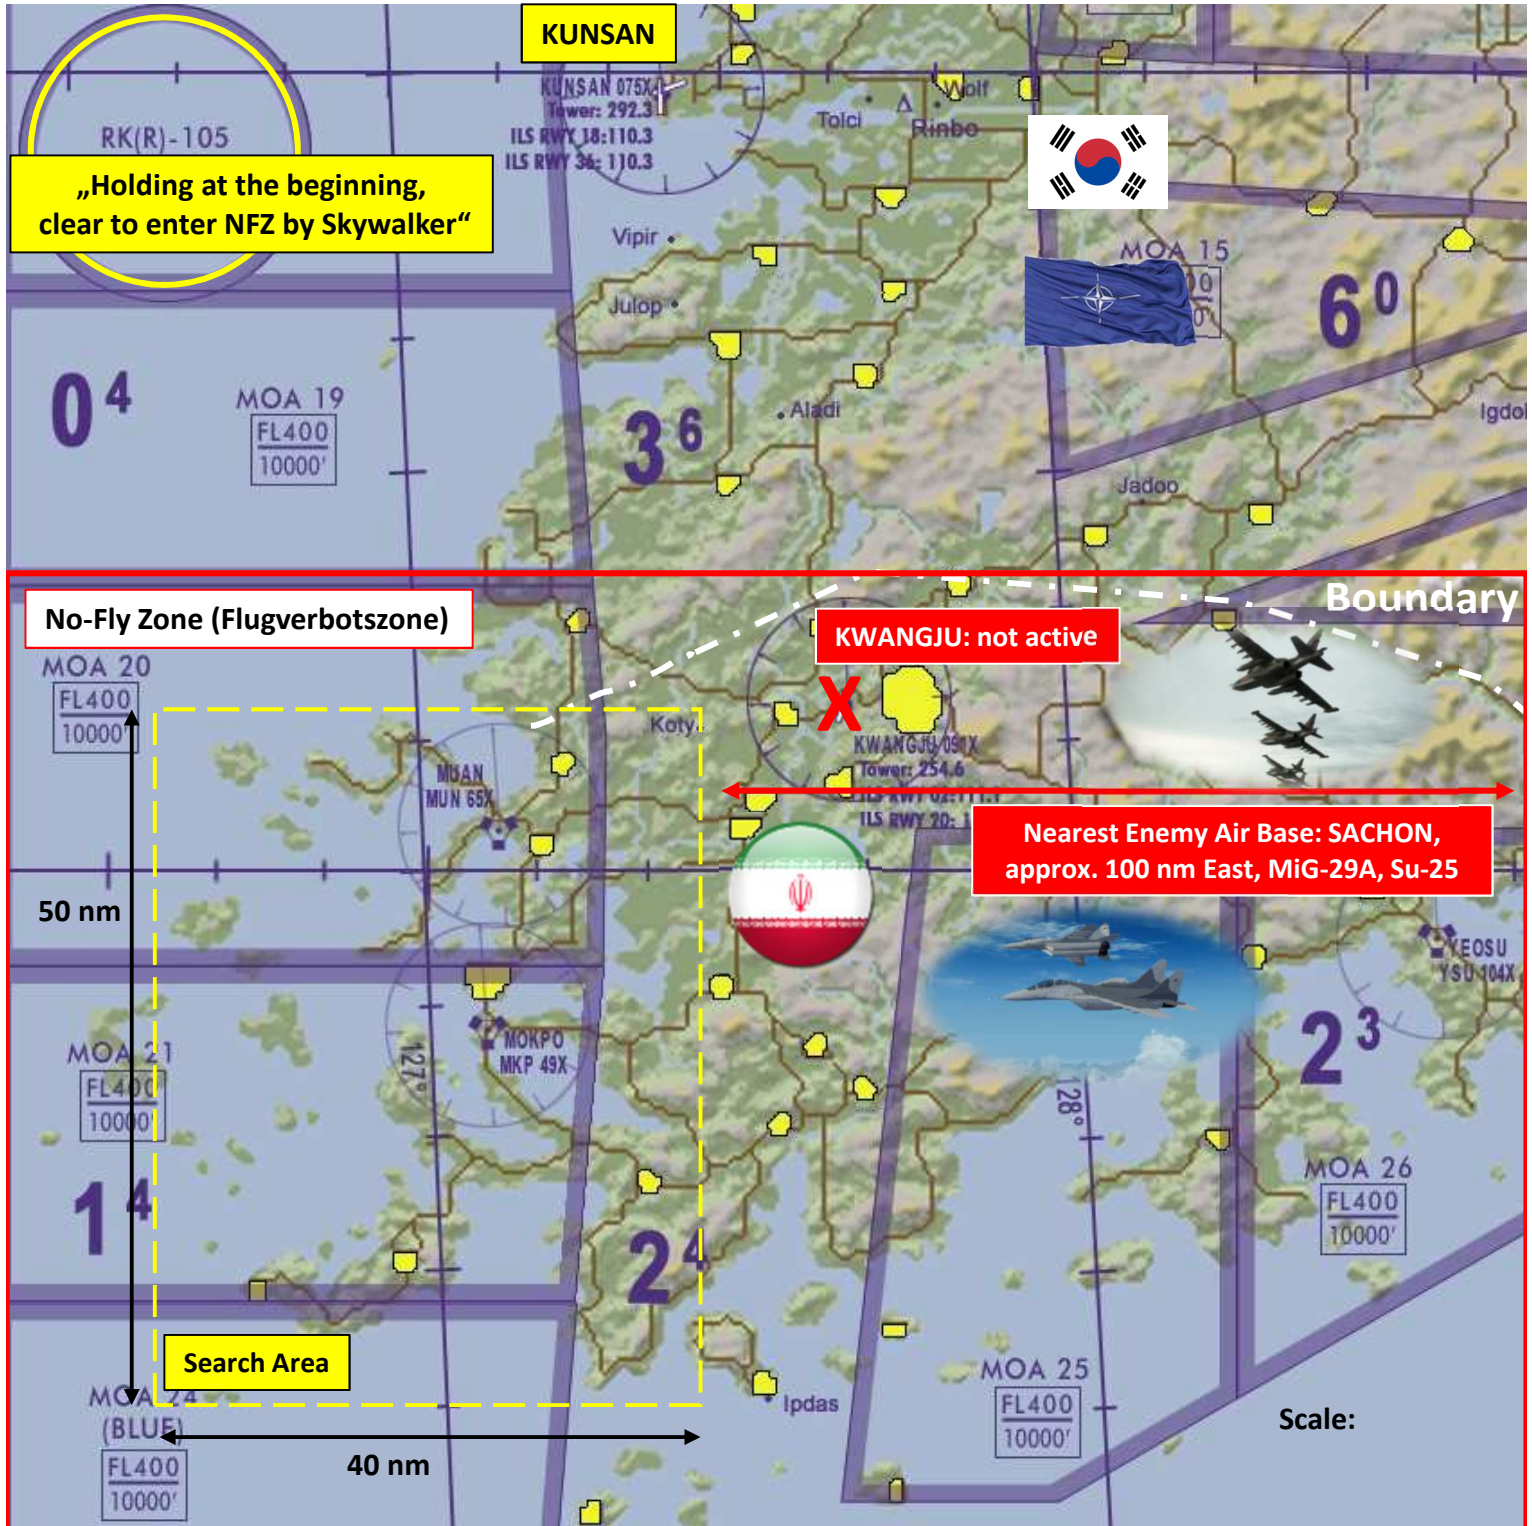 KUNSAN
KUNSAN 075X
Tower: 292.3
ILS RWY 18:110.3
ILS RWY 36: 110.3
RK(R)-105
„Holding at the beginning,
clear to enter NFZ by Skywalker“
Wolf
Tolci
Rinbo
Vipir
Julop
MOA 15
6 0
0 4
MOA 19
FL400
10000'
3 6
Aladi
Igdol
Jadoo
No-Fly Zone (Flugverbotszone)
Boundary
KWANGJU: not active
X
MOA 20
FL400
10000'
Koty
KWANGJU 091X
Tower: 254.6
ILS RWY 20:
MUAN
MUN 65X
Nearest Enemy Air Base: SACHON,
approx. 100 nm East, MiG-29A, Su-25
50 nm
YEOSU
YSU 104X
MOKPO
MKP 49X
127°
128°
2 3
MOA 21
FL400
10000'
1 4
2 4
MOA 26
FL400
10000'
Search Area
MOA 24
(BLUE)
FL400
10000'
40 nm
Ipdas
MOA 25
FL400
10000'
Scale: